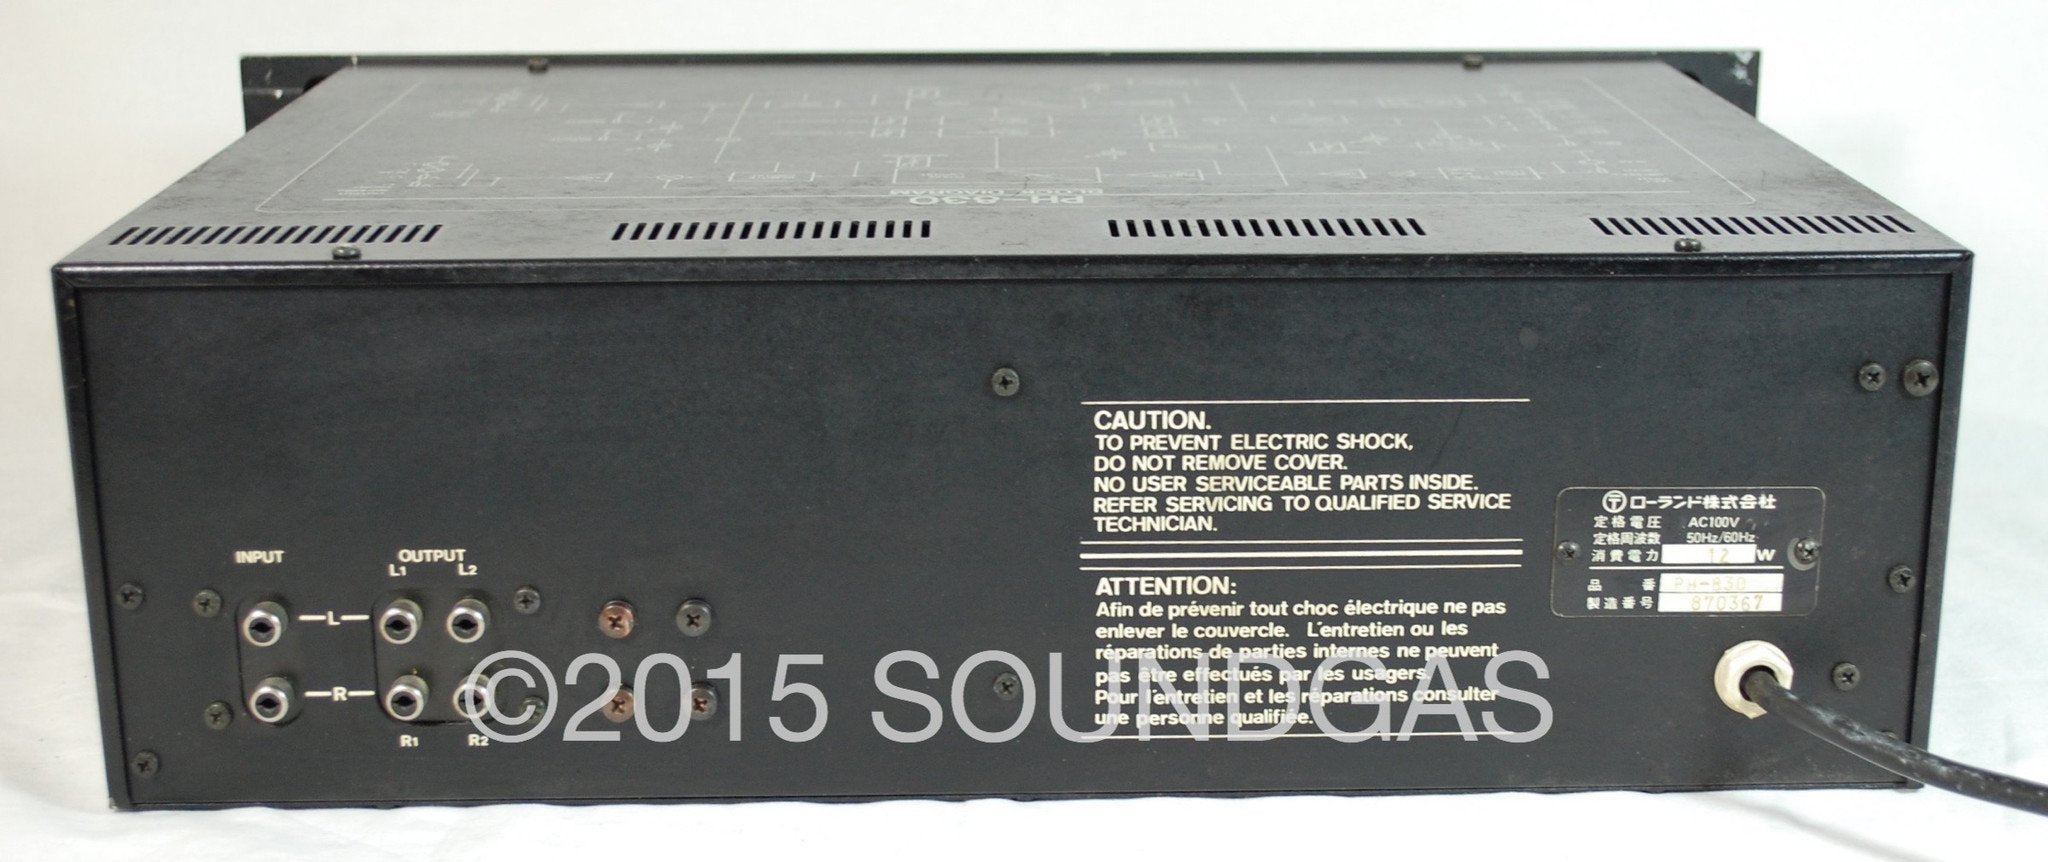 PH-830
BLOCK DIAGRAM
CAUTION.
TO PREVENT ELECTRIC SHOCK,
DO NOT REMOVE COVER.
NO USER SERVICEABLE PARTS INSIDE.
REFER SERVICING TO QUALIFIED SERVICE
TECHNICIAN.
ATTENTION:
Afin de prévenir tout choc électrique ne pas
enlever le couvercle. L'entretien ou les
réparations de parties internes ne peuvent
pas être effectués par les usagers.
Pour l'entretien et les réparations consulter
une personne qualifiée.
INPUT
OUTPUT
L1 L2
L
R
R1 R2
〒 ローランド株式会社
定格電圧 AC100V
定格周波数 50Hz/60Hz
消費電力 12 W
品番 PH-830
製造番号 870367
©2015 SOUNDGAS